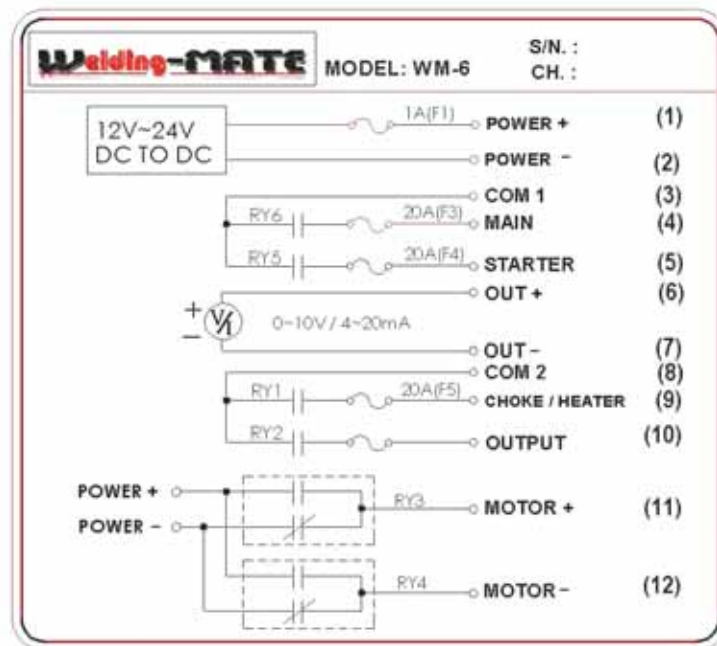 Welding-MATE MODEL: WM-6 S/N. :
CH. :
12V~24V
DC TO DC
1A(F1) POWER + (1)
POWER - (2)
COM 1 (3)
RY6 20A(F3) MAIN (4)
RY5 20A(F4) STARTER (5)
OUT + (6)
+ V/I 0~10V / 4~20mA
-
OUT - (7)
COM 2 (8)
RY1 20A(F5) CHOKE / HEATER (9)
RY2 OUTPUT (10)
POWER +
RY3 MOTOR + (11)
POWER -
RY4 MOTOR - (12)